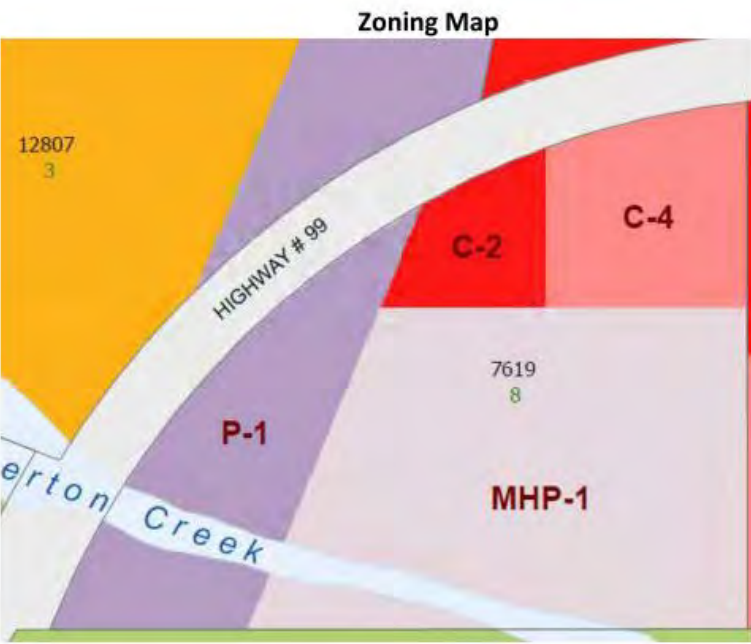 Zoning Map
12807
3
HIGHWAY # 99
C-2
C-4
7619
8
P-1
MHP-1
erton Creek